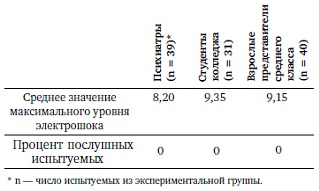 Психиатры
(n = 39)*
Студенты
колледжа
(n = 31)
Взрослые
представители
среднего
класса
(n = 40)
Среднее значение
максимального уровня
электрошока
8,20
9,35
9,15
Процент послушных
испытуемых
0
0
0
* n — число испытуемых из экспериментальной группы.